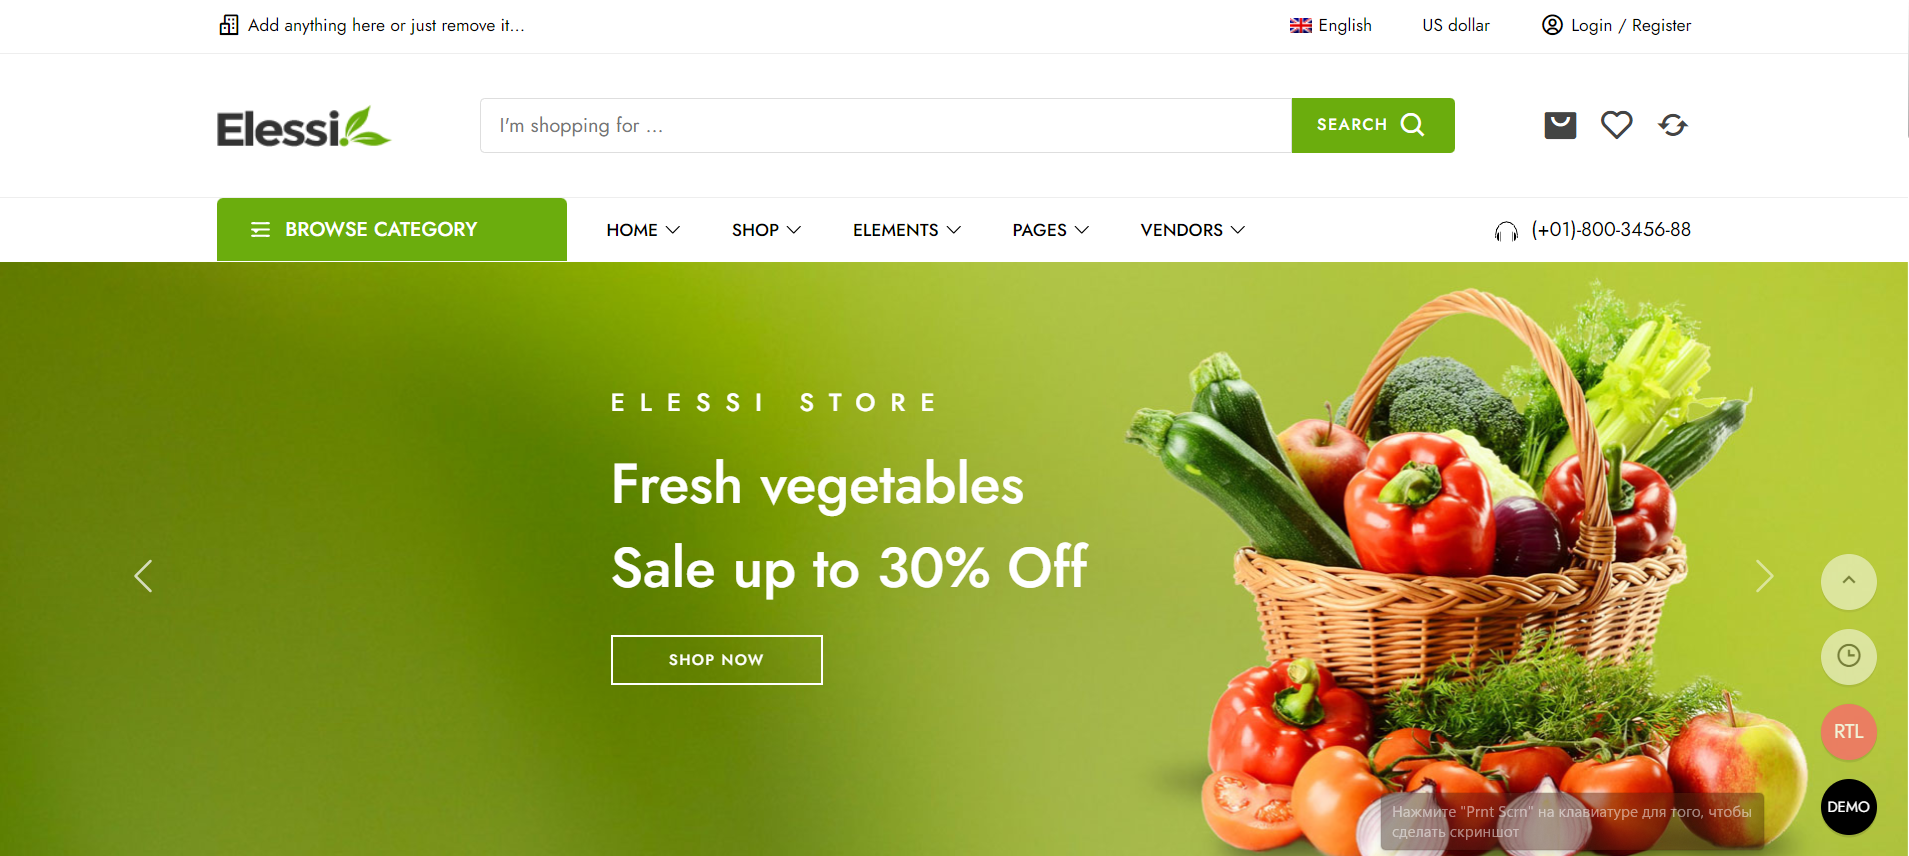 Add anything here or just remove it...
English
US dollar
Login / Register
Elessi
I'm shopping for ...
SEARCH
BROWSE CATEGORY
HOME
SHOP
ELEMENTS
PAGES
VENDORS
(+01)-800-3456-88
ELESSI STORE
Fresh vegetables
Sale up to 30% Off
SHOP NOW
RTL
DEMO
Нажмите "Prnt Scrn" на клавиатуре для того, чтобы
сделать скриншот